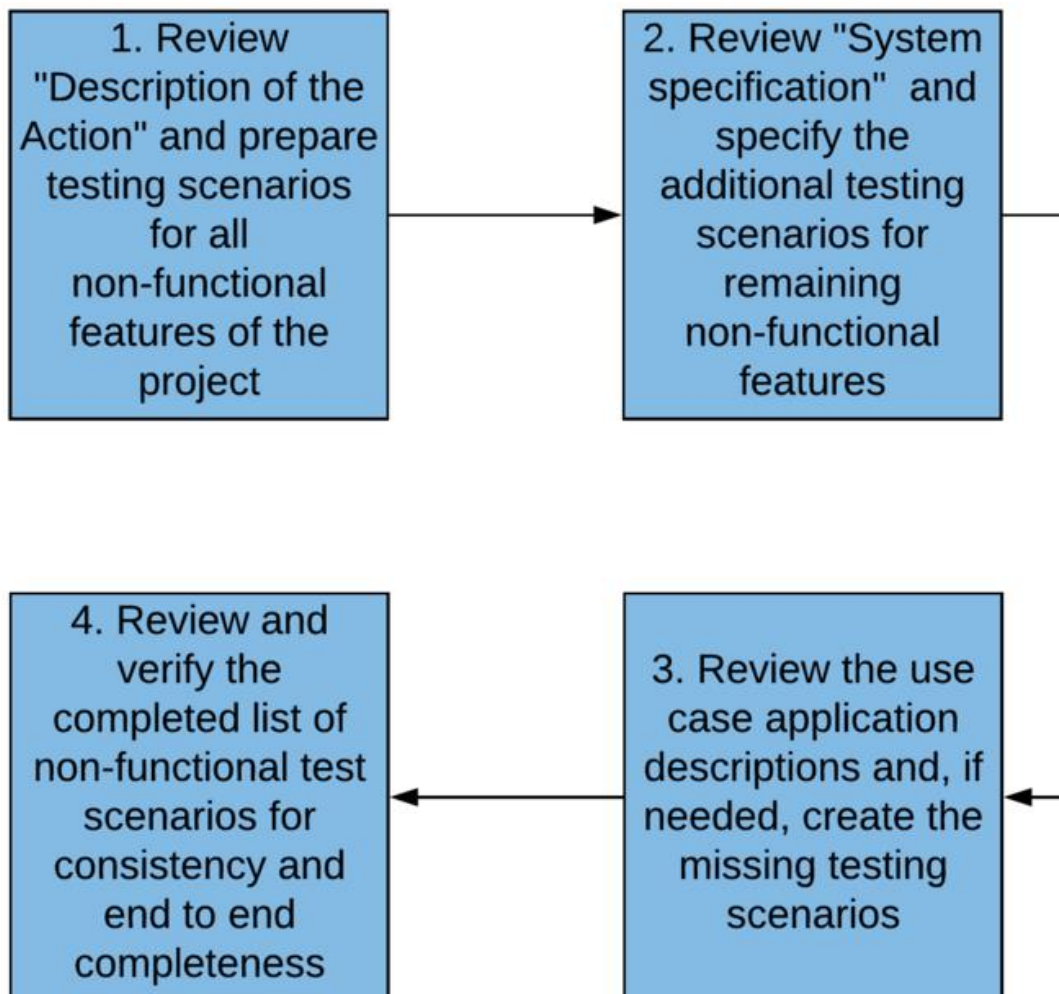 1. Review
"Description of the
Action" and prepare
testing scenarios
for all
non-functional
features of the
project
2. Review "System
specification"  and
specify the
additional testing
scenarios for
remaining
non-functional
features
3. Review the use
case application
descriptions and, if
needed, create the
missing testing
scenarios
4. Review and
verify the
completed list of
non-functional test
scenarios for
consistency and
end to end
completeness